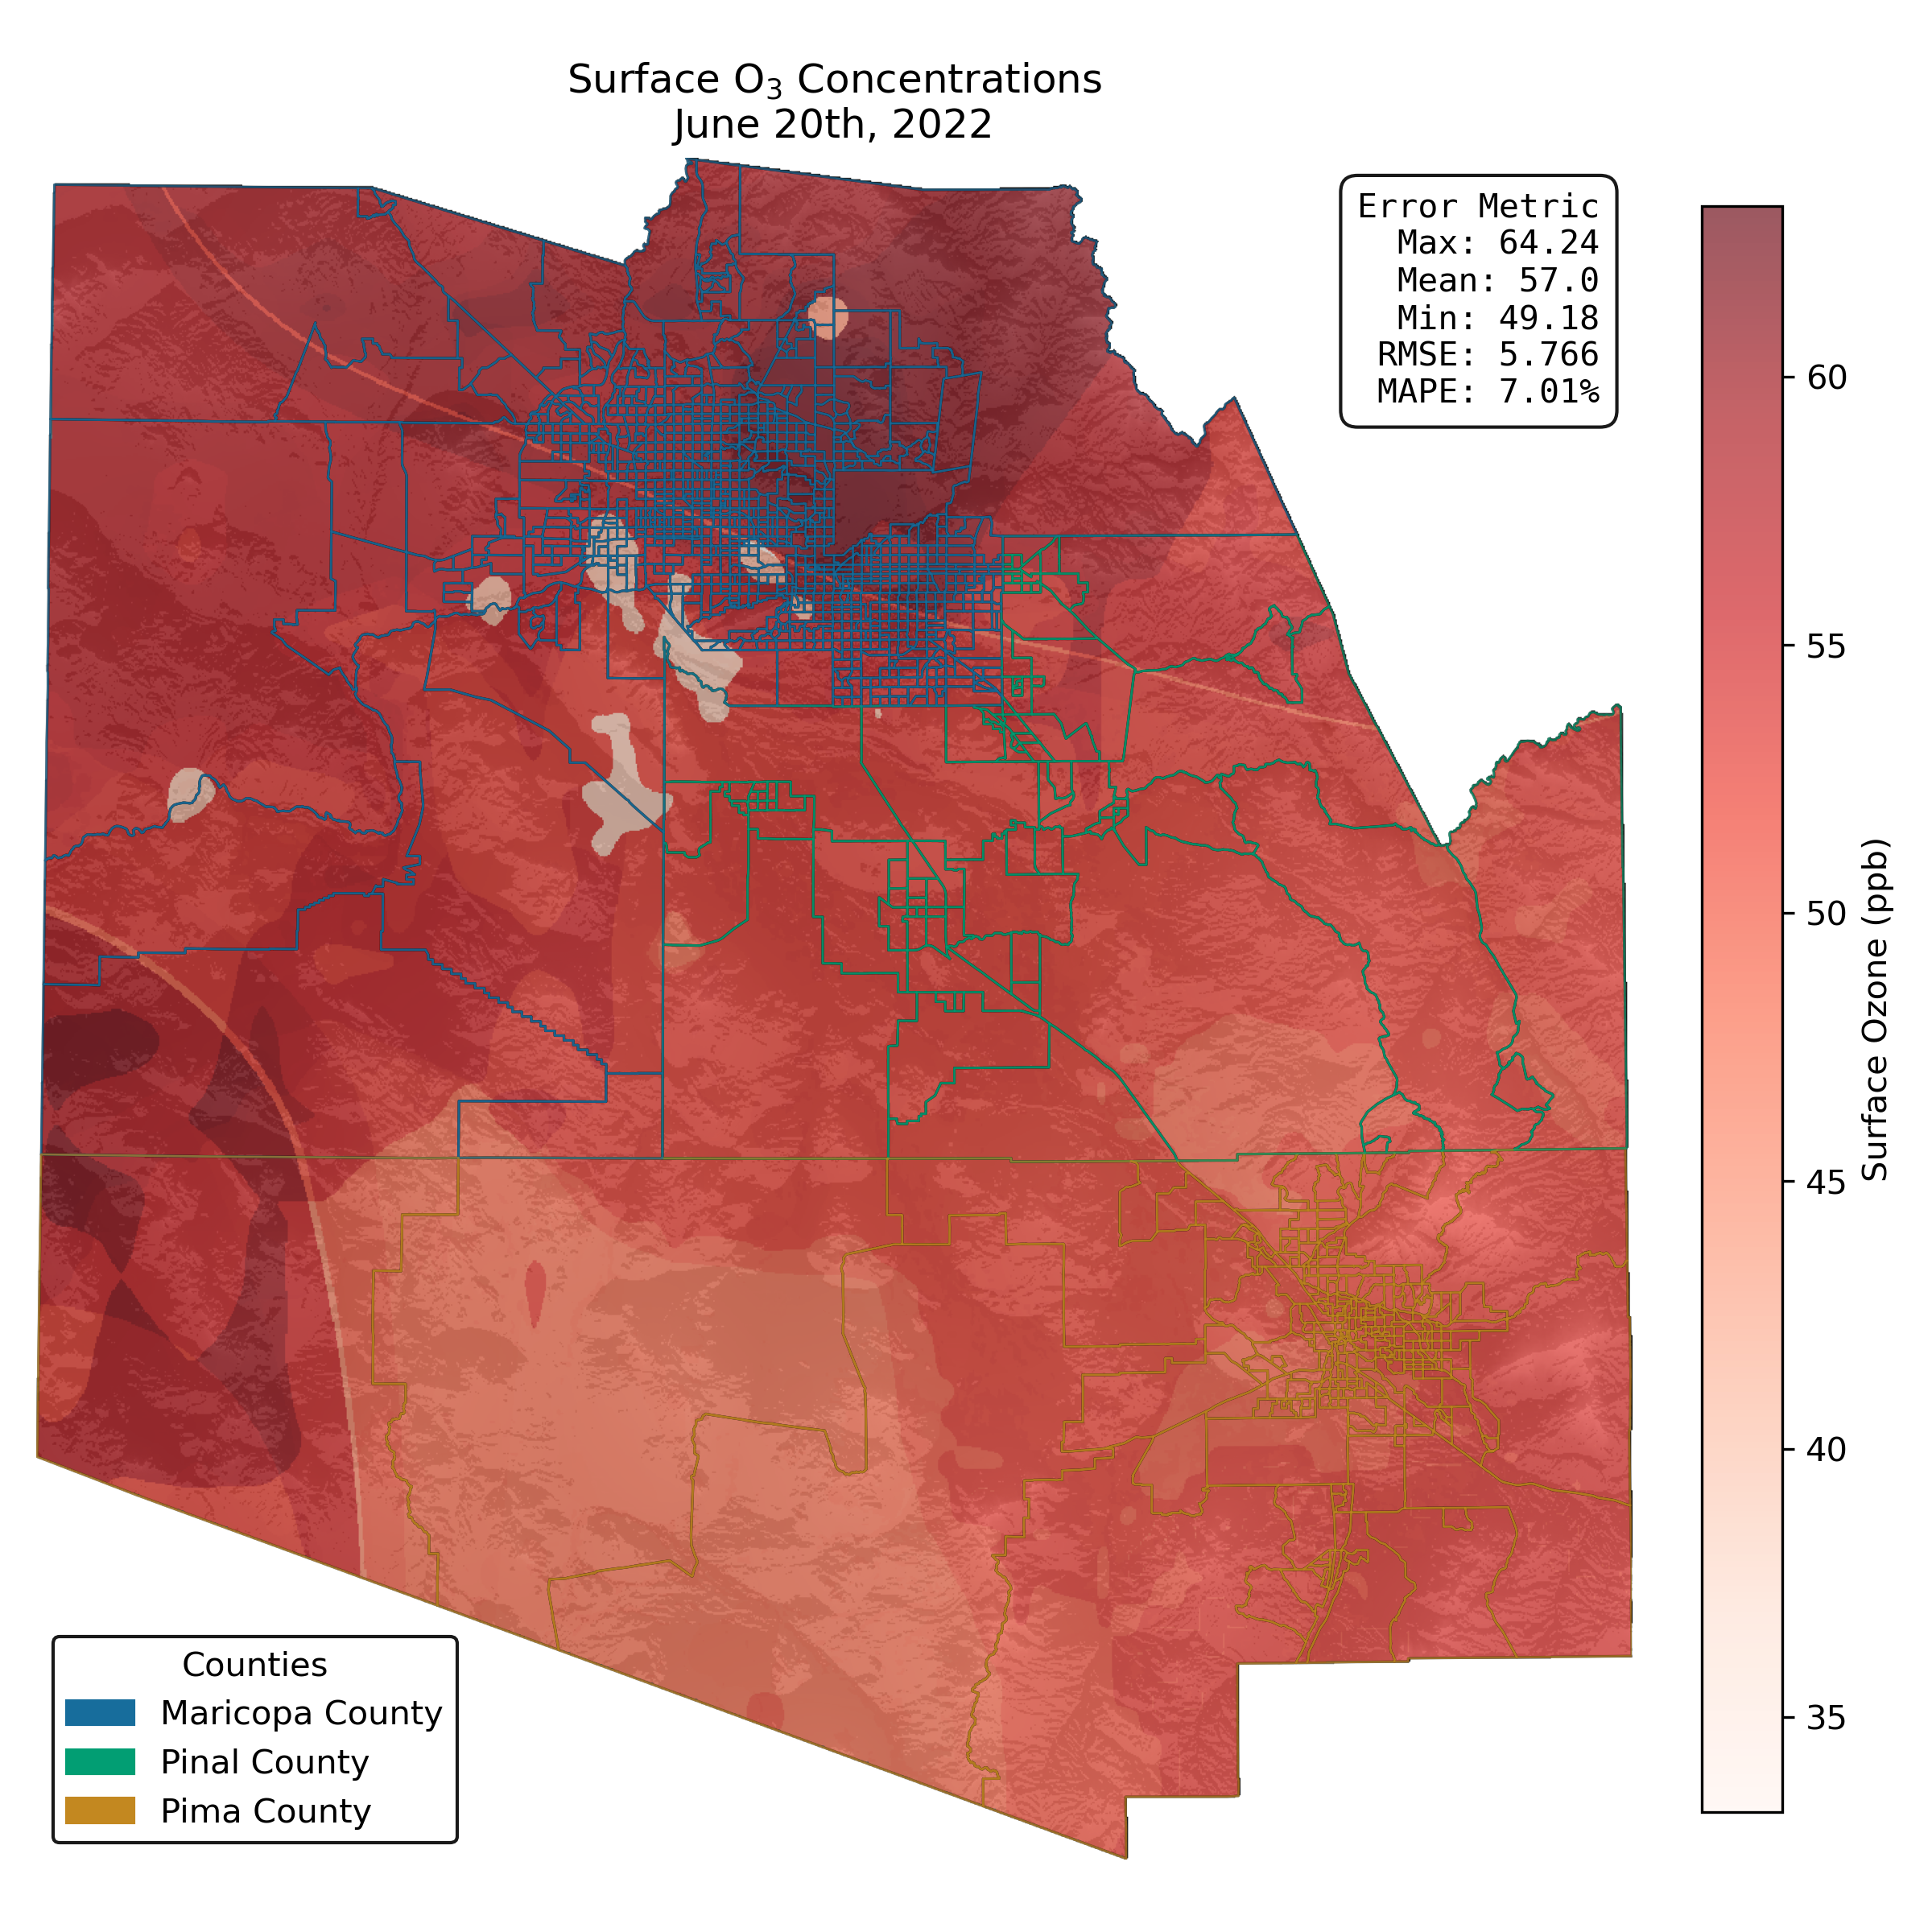 Surface O₃ Concentrations
June 20th, 2022
Error Metric
Max: 64.24
Mean: 57.0
Min: 49.18
RMSE: 5.766
MAPE: 7.01%
60
55
50
45
40
35
Surface Ozone (ppb)
Counties
Maricopa County
Pinal County
Pima County